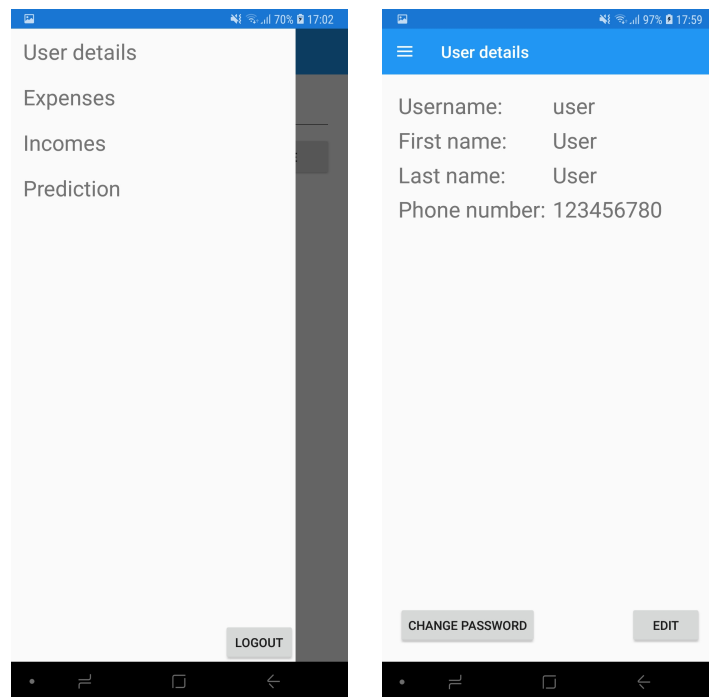 70% 17:02
User details
Expenses
Incomes
Prediction
LOGOUT
97% 17:59
User details
Username: user
First name: User
Last name: User
Phone number: 123456780
CHANGE PASSWORD EDIT